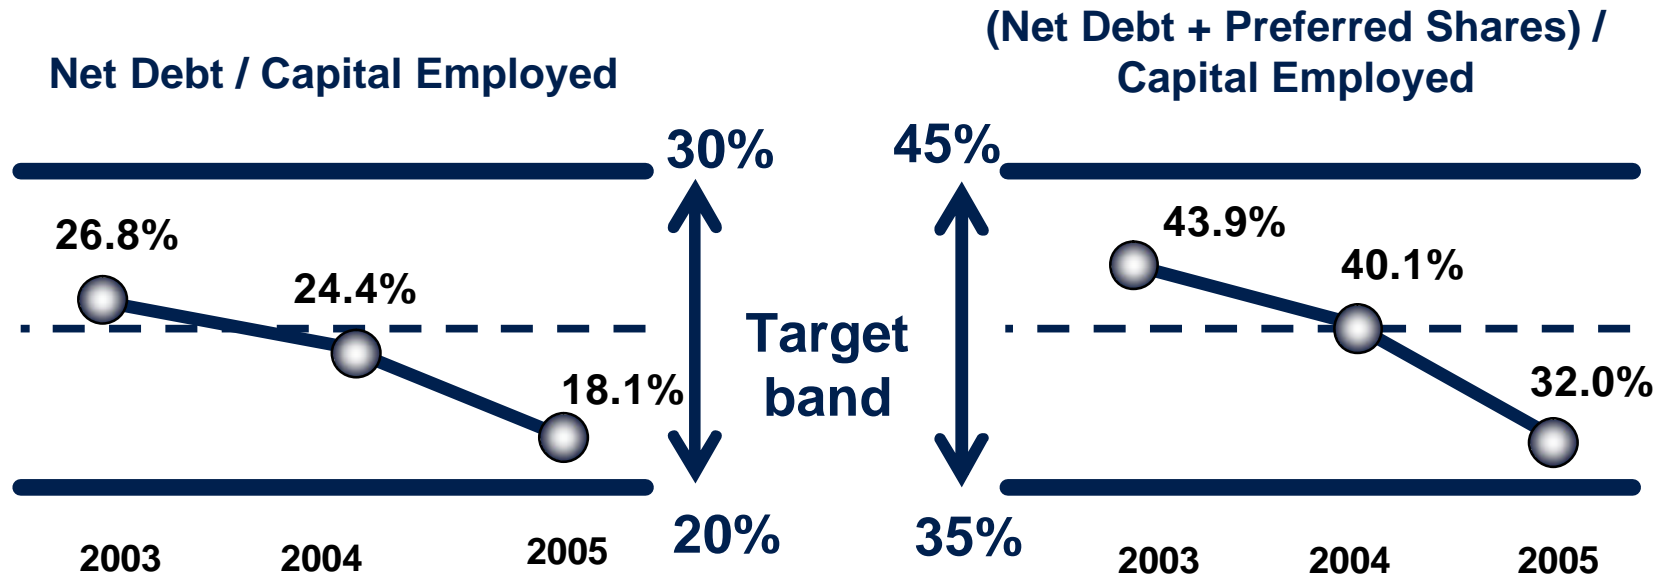 Net Debt / Capital Employed
30%
26.8%
24.4%
18.1%
20%
2003 2004 2005
Target
band
(Net Debt + Preferred Shares) /
Capital Employed
45%
43.9%
40.1%
32.0%
35%
2003 2004 2005